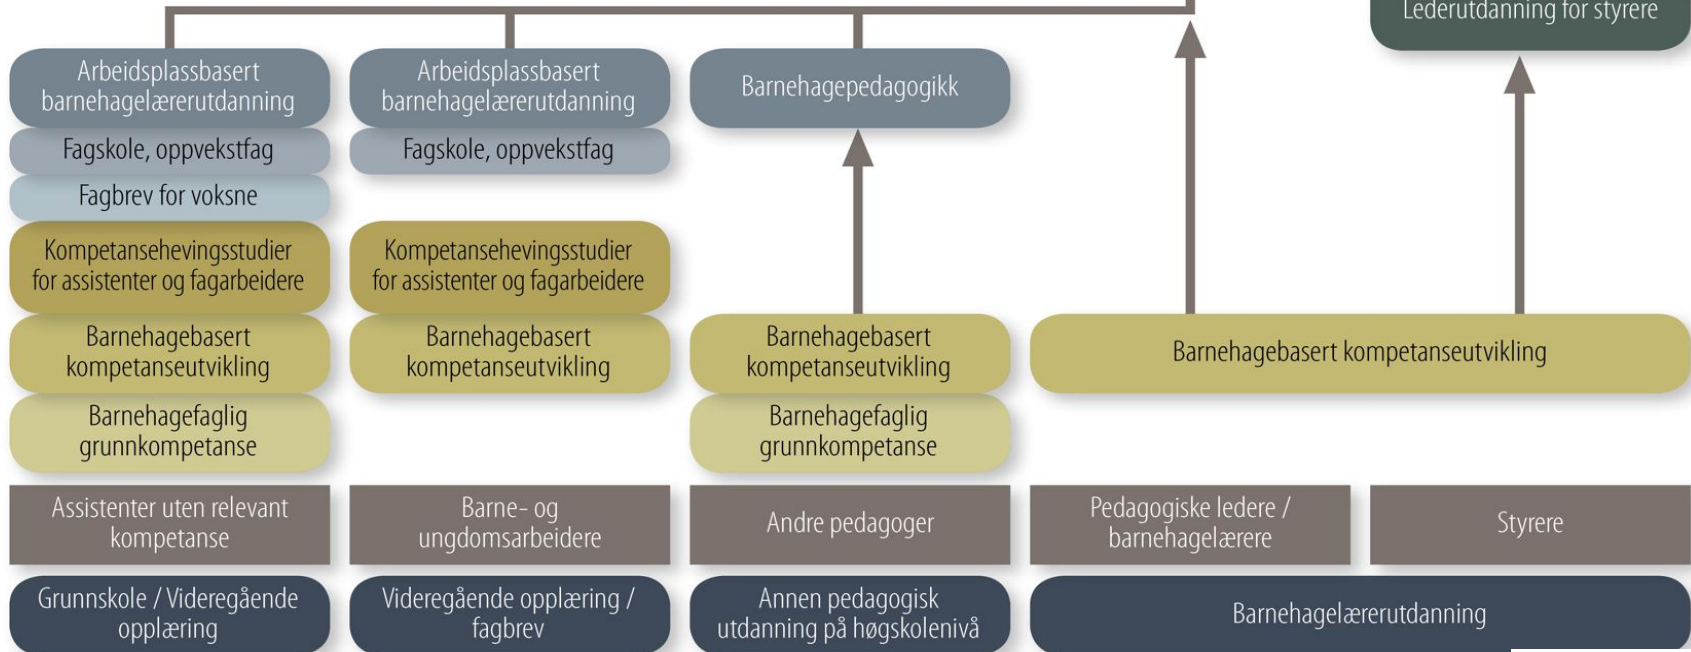 Lederutdanning for styrere
Arbeidsplassbasert
barnehagelærerutdanning
Arbeidsplassbasert
barnehagelærerutdanning
Barnehagepedagogikk
Fagskole, oppvekstfag
Fagskole, oppvekstfag
Fagbrev for voksne
Kompetansehevingsstudier
for assistenter og fagarbeidere
Kompetansehevingsstudier
for assistenter og fagarbeidere
Barnehagebasert
kompetanseutvikling
Barnehagebasert
kompetanseutvikling
Barnehagebasert
kompetanseutvikling
Barnehagebasert kompetanseutvikling
Barnehagefaglig
grunnkompetanse
Barnehagefaglig
grunnkompetanse
Assistenter uten relevant
kompetanse
Barne- og
ungdomsarbeidere
Andre pedagoger
Pedagogiske ledere /
barnehagelærere
Styrere
Grunnskole / Videregående
opplæring
Videregående opplæring /
fagbrev
Annen pedagogisk
utdanning på høgskolenivå
Barnehagelærerutdanning